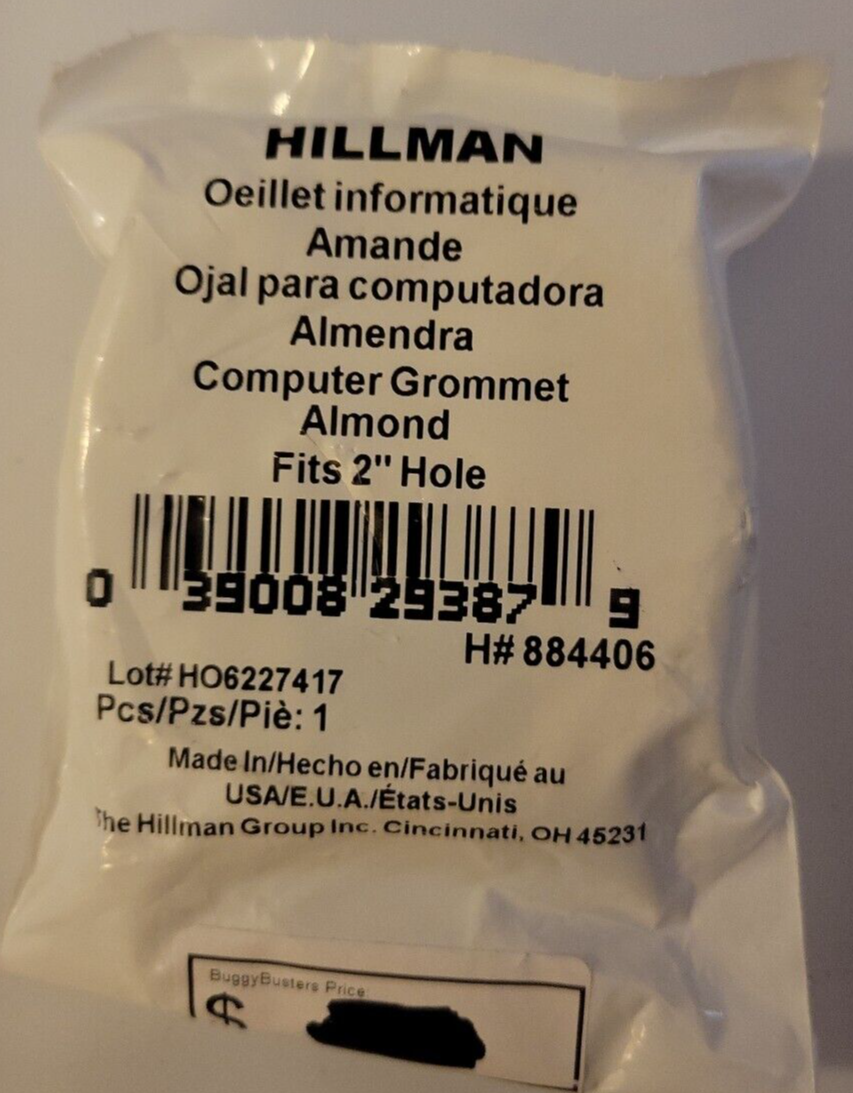 HILLMAN
Oeillet informatique
Amande
Ojal para computadora
Almendra
Computer Grommet
Almond
Fits 2" Hole
0 39008 29387 9
H# 884406
Lot# HO6227417
Pcs/Pzs/Piè: 1
Made In/Hecho en/Fabriqué au
USA/E.U.A./États-Unis
The Hillman Group Inc. Cincinnati, OH 45231
BuggyBusters Price
$